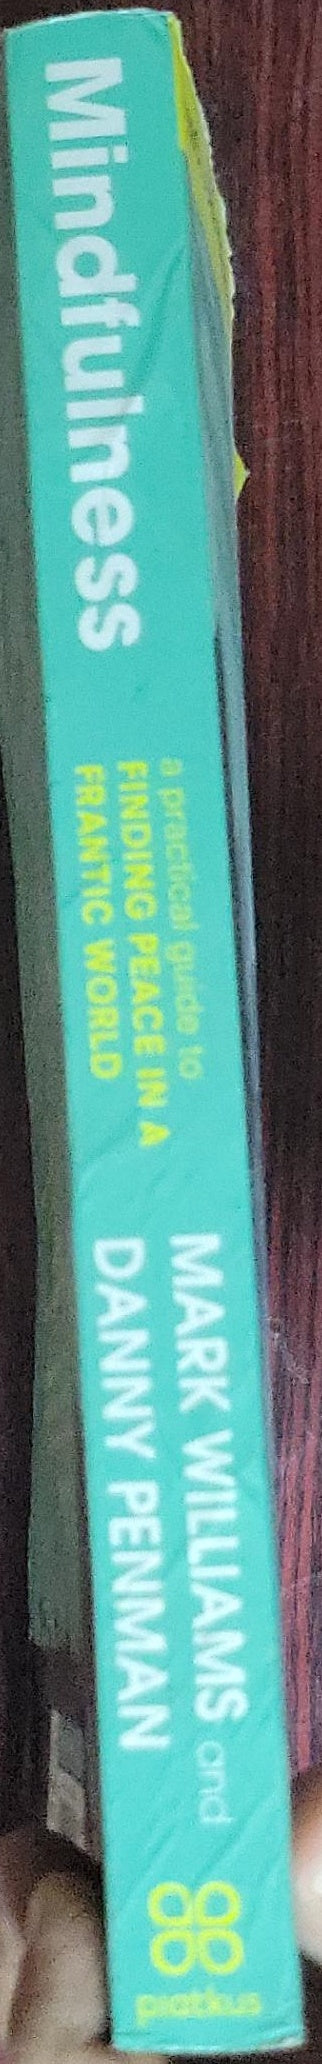 Mindfulness
a practical guide to
FINDING PEACE IN A
FRANTIC WORLD
MARK WILLIAMS and
DANNY PENMAN
piatkus